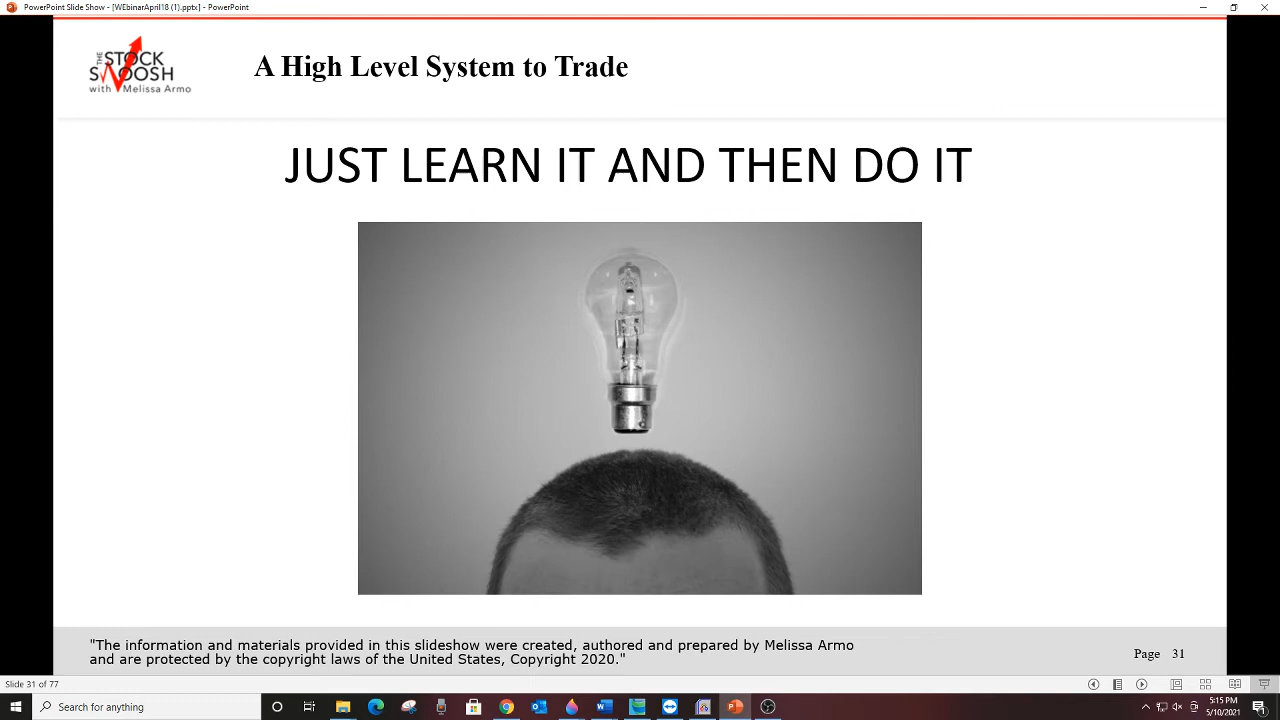 PowerPoint Slide Show - [WEbinarApril18 (1).pptx] - PowerPoint
THE
STOCK
SWOOSH
with Melissa Armo
A High Level System to Trade
JUST LEARN IT AND THEN DO IT
"The information and materials provided in this slideshow were created, authored and prepared by Melissa Armo
and are protected by the copyright laws of the United States, Copyright 2020."
Page 31
Slide 31 of 77
Search for anything
5:15 PM
5/10/2021